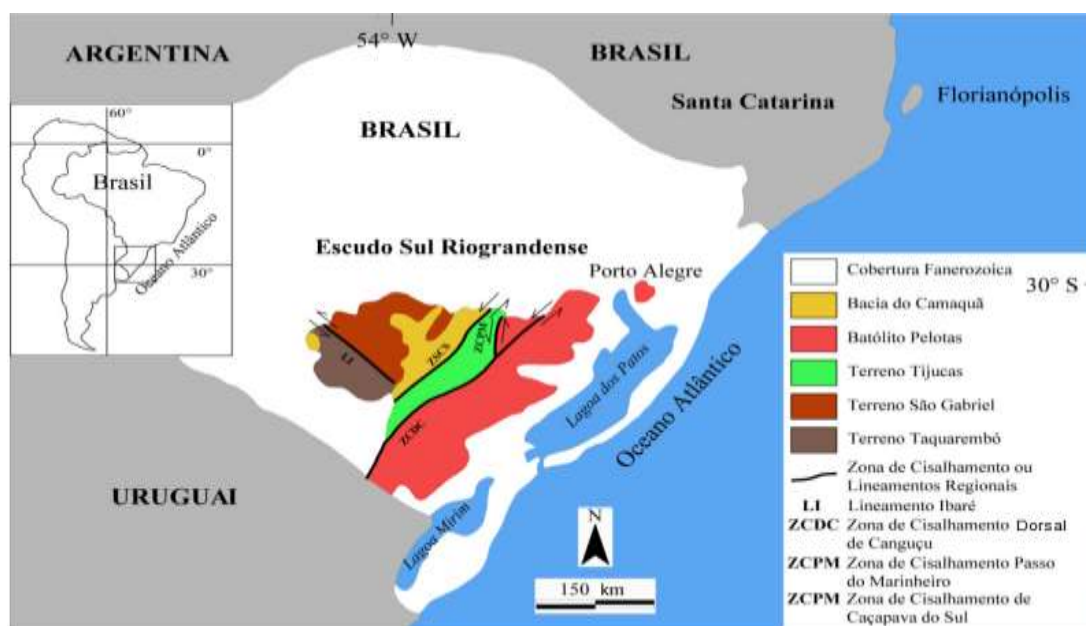 54° W
ARGENTINA
BRASIL
Santa Catarina
Florianópolis
BRASIL
60°
0°
Brasil
Oceano Atlântico
30°
Escudo Sul Riograndense
Porto Alegre
LI
ZSCS
ZCPM
ZCDC
Lagoa dos Patos
Oceano Atlântico
URUGUAI
Lagoa Mirim
N
150 km
30° S
Cobertura Fanerozoica
Bacia do Camaquã
Batólito Pelotas
Terreno Tijucas
Terreno São Gabriel
Terreno Taquarembó
Zona de Cisalhamento ou
Lineamentos Regionais
LI Lineamento Ibaré
ZCDC Zona de Cisalhamento Dorsal
de Canguçu
ZCPM Zona de Cisalhamento Passo
do Marinheiro
ZCPM Zona de Cisalhamento de
Caçapava do Sul